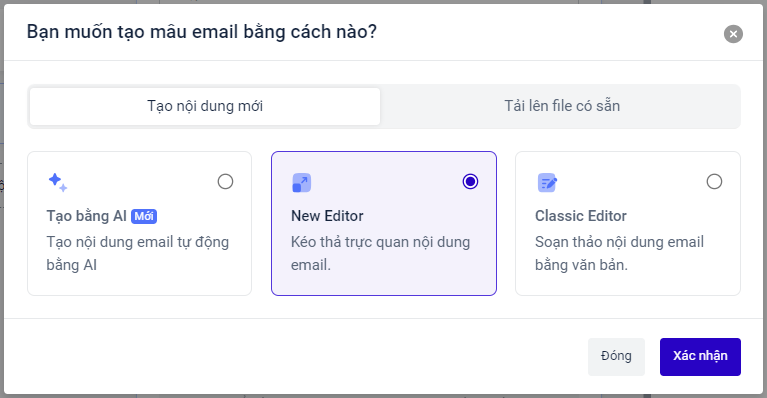 Bạn muốn tạo mẫu email bằng cách nào?
Tạo nội dung mới
Tải lên file có sẵn
Tạo bằng AI Mới
Tạo nội dung email tự động
bằng AI
New Editor
Kéo thả trực quan nội dung
email.
Classic Editor
Soạn thảo nội dung email
bằng văn bản.
Đóng
Xác nhận